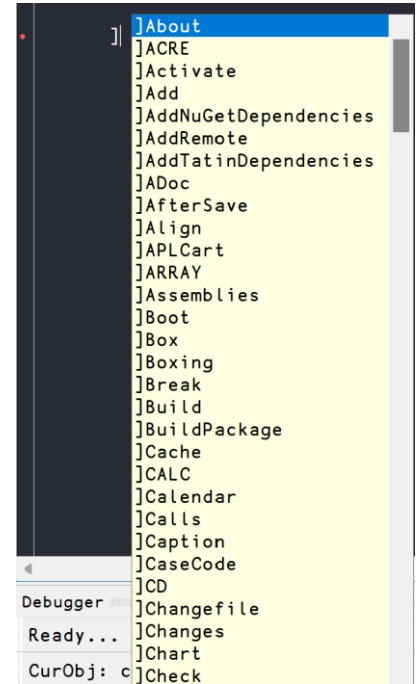 ]
]About
]ACRE
]Activate
]Add
]AddNuGetDependencies
]AddRemote
]AddTatinDependencies
]ADoc
]AfterSave
]Align
]APLCart
]ARRAY
]Assemblies
]Boot
]Box
]Boxing
]Break
]Build
]BuildPackage
]Cache
]CALC
]Calendar
]Calls
]Caption
]CaseCode
]CD
]Changefile
]Changes
]Chart
]Check
Debugger
Ready...
CurObj: c